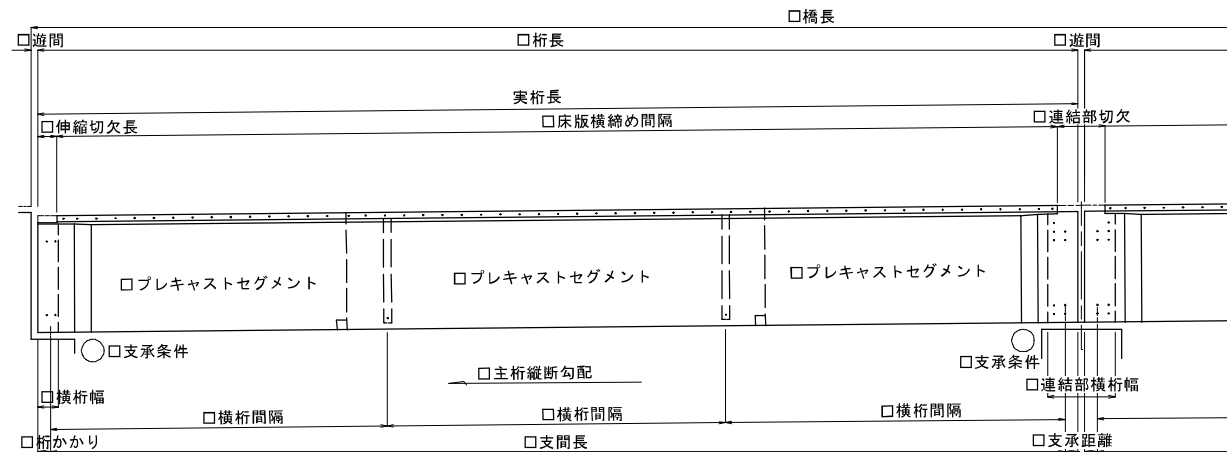 □橋長
□遊間
□桁長
□遊間
実桁長
□伸縮切欠長
□床版横締め間隔
□連結部切欠
□プレキャストセグメント
□プレキャストセグメント
□プレキャストセグメント
□支承条件
□支承条件
□主桁縦断勾配
□連結部横桁幅
□横桁幅
□横桁間隔
□横桁間隔
□横桁間隔
□桁かかり
□支間長
□支承距離